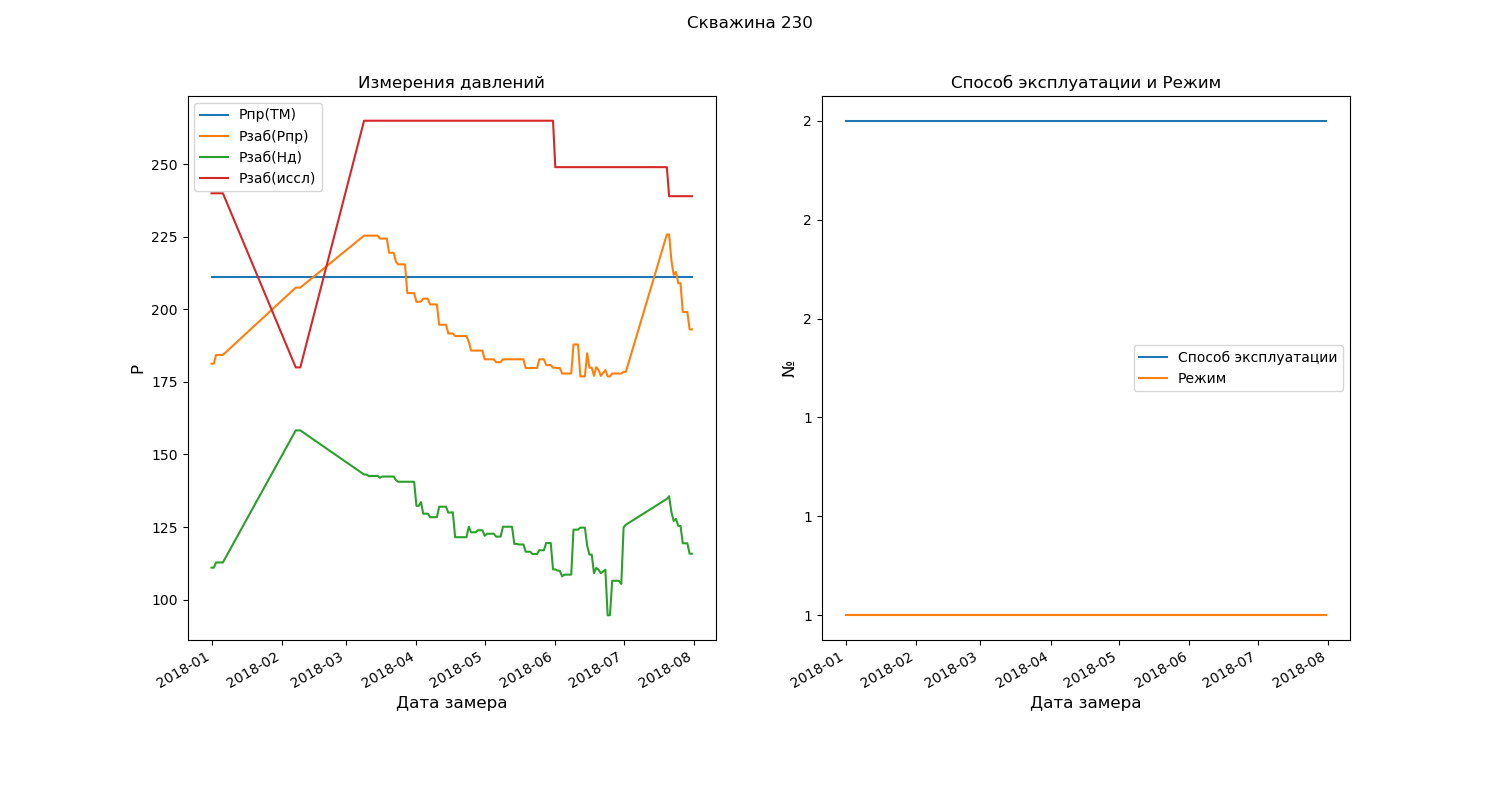 Скважина 230
Измерения давлений
Рпр(ТМ)
Рзаб(Рпр)
Рзаб(Нд)
Рзаб(иссл)
250
225
200
175
150
125
100
Р
2018-01
2018-02
2018-03
2018-04
2018-05
2018-06
2018-07
2018-08
Дата замера
Способ эксплуатации и Режим
2
2
2
1
1
1
№
Способ эксплуатации
Режим
2018-01
2018-02
2018-03
2018-04
2018-05
2018-06
2018-07
2018-08
Дата замера